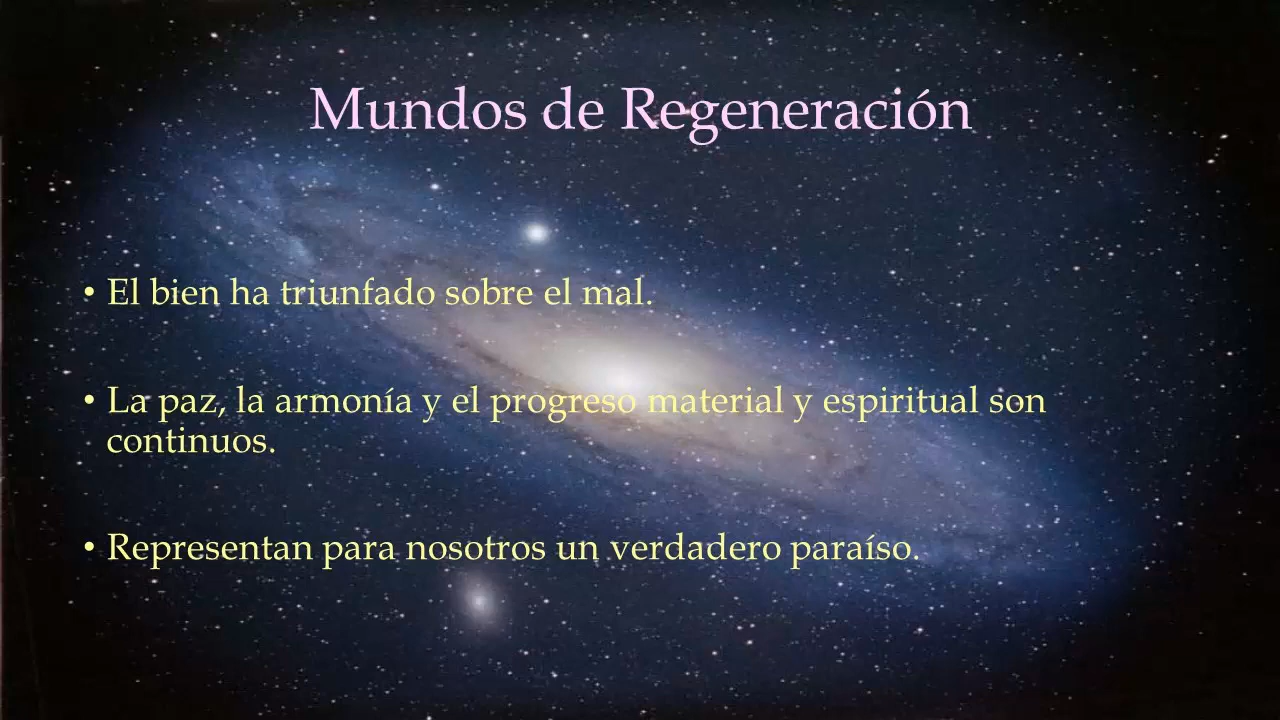 Mundos de Regeneración
• El bien ha triunfado sobre el mal.
• La paz, la armonía y el progreso material y espiritual son
continuos.
• Representan para nosotros un verdadero paraíso.